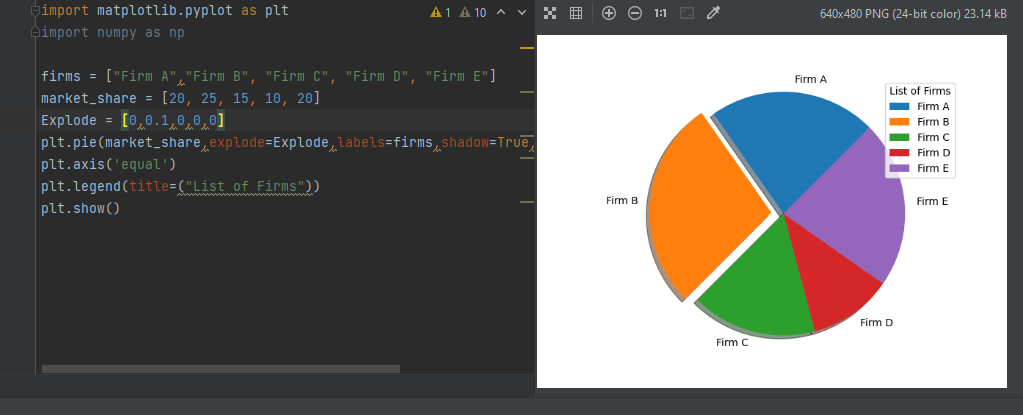 import matplotlib.pyplot as plt
1 10
import numpy as np
firms = ["Firm A","Firm B", "Firm C", "Firm D", "Firm E"]
market_share = [20, 25, 15, 10, 20]
Explode = [0,0.1,0,0,0]
plt.pie(market_share,explode=Explode,labels=firms,shadow=True,
plt.axis('equal')
plt.legend(title=("List of Firms"))
plt.show()
1:1
640x480 PNG (24-bit color) 23.14 kB
Firm A
List of Firms
Firm A
Firm B
Firm C
Firm D
Firm E
Firm B
Firm E
Firm D
Firm C